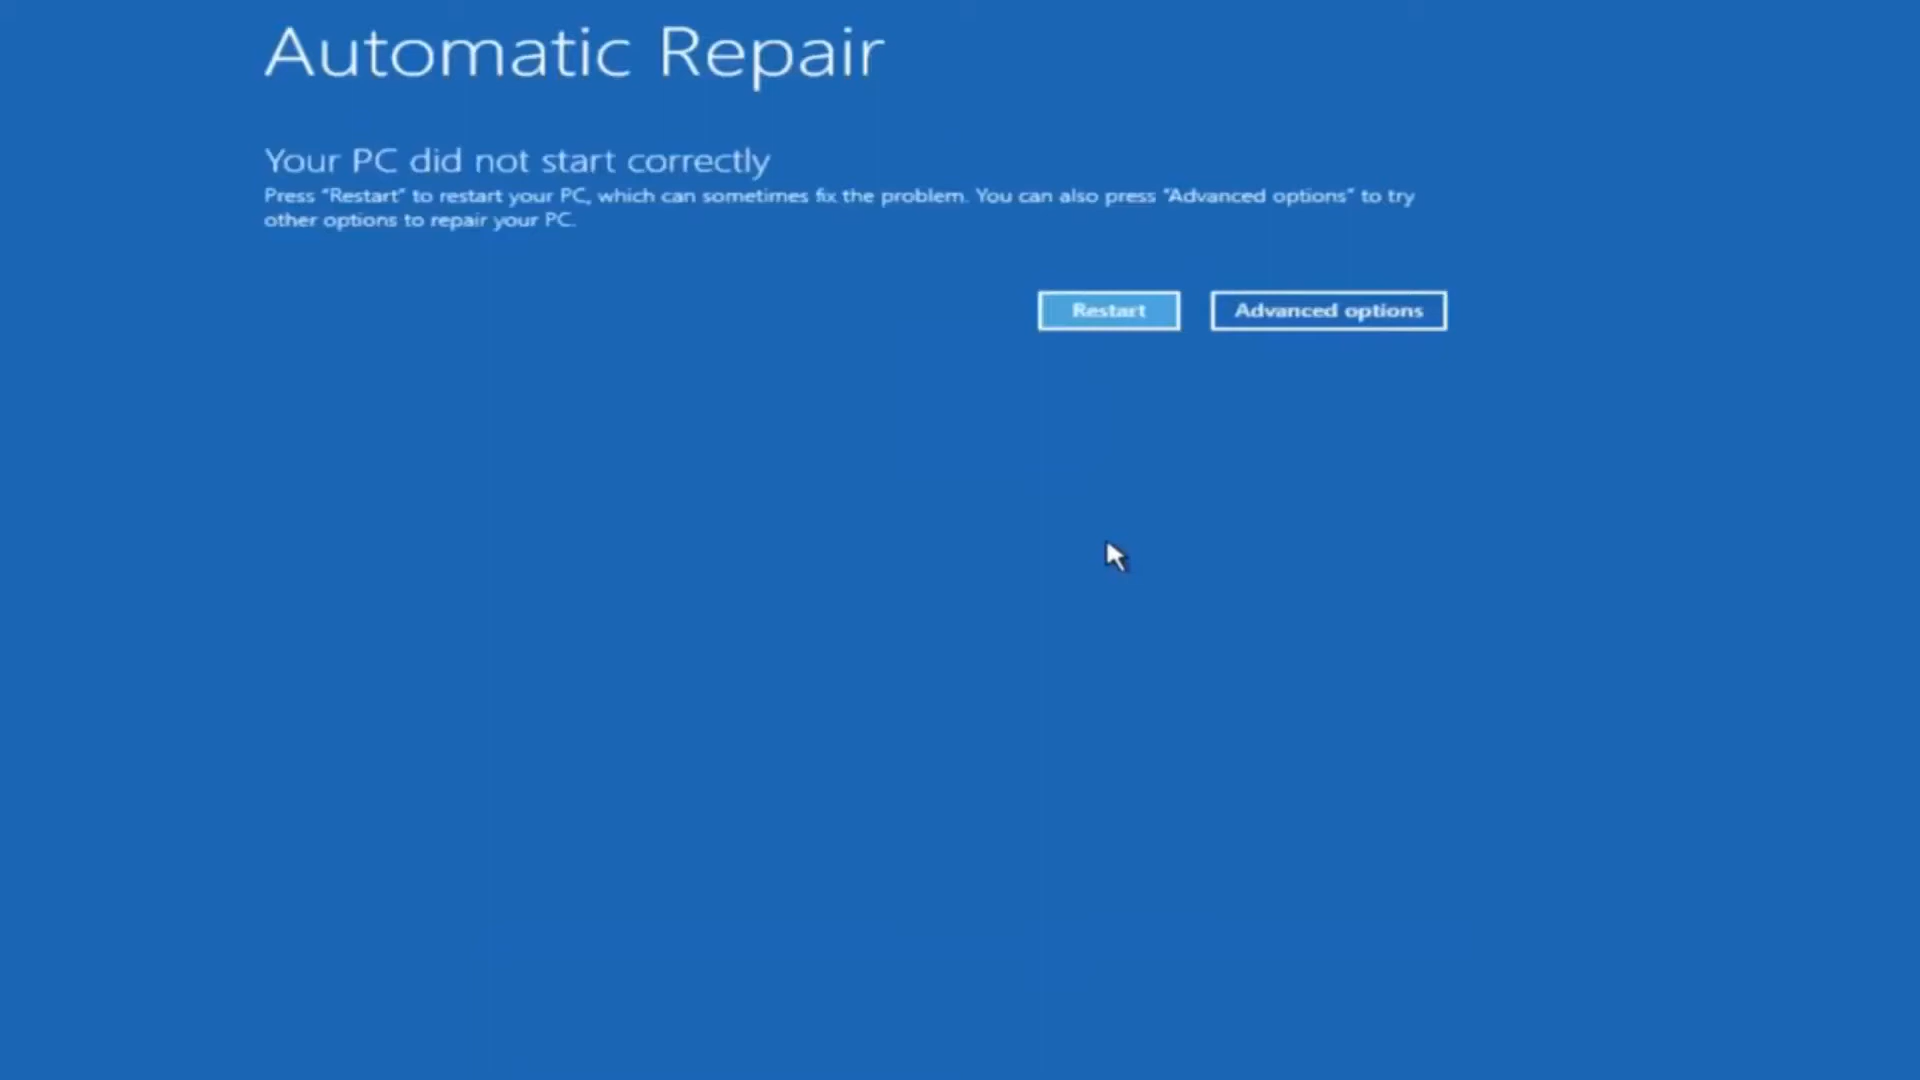 Automatic Repair
Your PC did not start correctly
Press "Restart" to restart your PC, which can sometimes fix the problem. You can also press "Advanced options" to try
other options to repair your PC.
Restart Advanced options